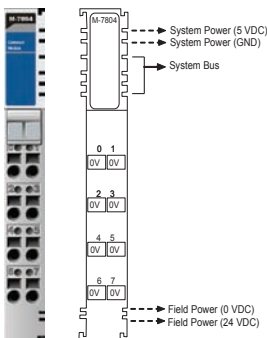 M-7804
M-7804
System Power (5 VDC)
System Power (GND)
System Bus
0 1
0V 0V
2 3
0V 0V
4 5
0V 0V
6 7
0V 0V
Field Power (0 VDC)
Field Power (24 VDC)